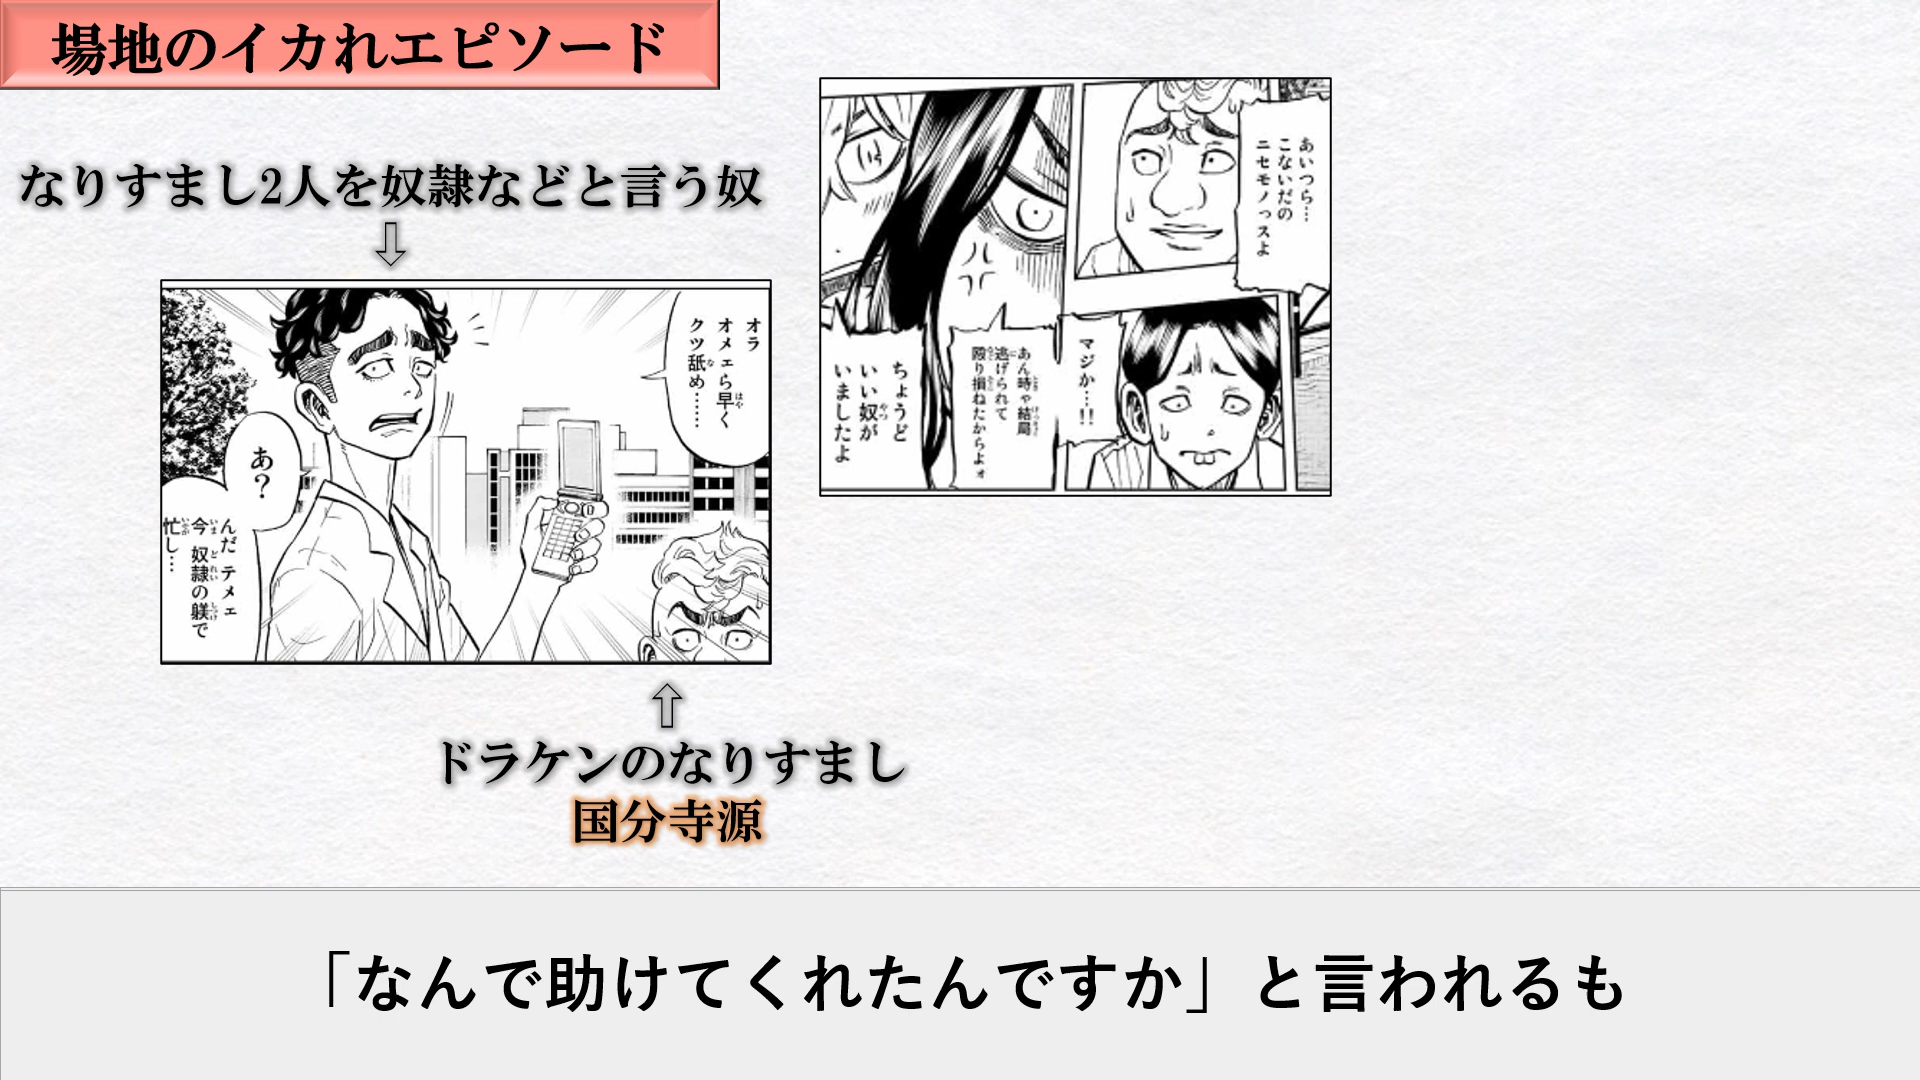 場地のイカれエピソード
なりすまし2人を奴隷などと言う奴
オラ
オメェら早く
クツ舐め……
あ?
んだ テメェ
今 奴隷の躾で
忙し…
ドラケンのなりすまし
国分寺源
あいつら…
こないだの
ニセモノっスよ
マジか…!!
あん時ゃ結局
逃げられて
殴り損ねたからよォ
ちょうど
いい奴が
いましたよ
「なんで助けてくれたんですか」と言われるも